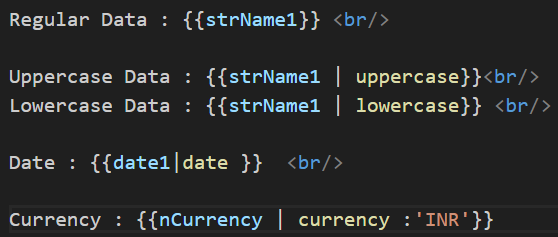 Regular Data : {{strName1}} <br/>
Uppercase Data : {{strName1 | uppercase}}<br/>
Lowercase Data : {{strName1 | lowercase}} <br/>
Date : {{date1|date }}  <br/>
Currency : {{nCurrency | currency :'INR'}}